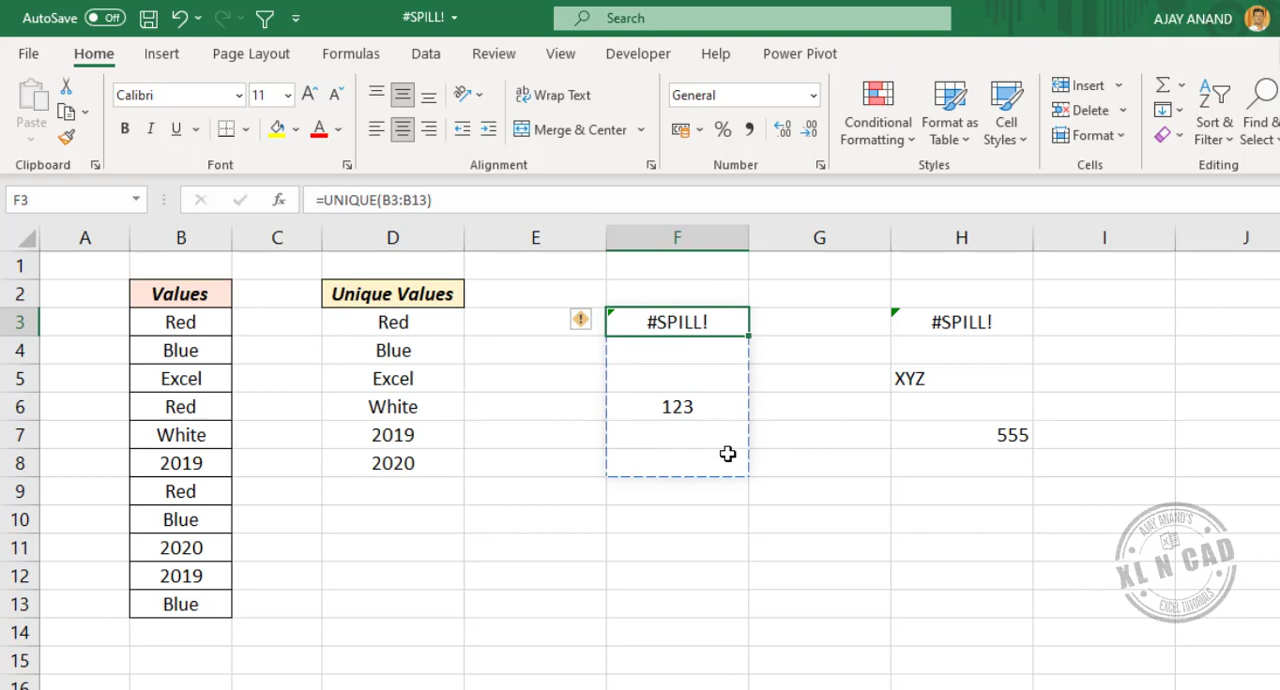 AutoSave Off #SPILL! Search AJAY ANAND
File Home Insert Page Layout Formulas Data Review View Developer Help Power Pivot
Paste Calibri 11 Wrap Text General Insert
B I U Merge & Center Conditional Formatting Format as Table Cell Styles Delete Sort & Filter Find & Select
Format
Clipboard Font Alignment Number Styles Cells Editing
F3 fx =UNIQUE(B3:B13)
A B C D E F G H I J
1
2 Values Unique Values
3 Red Red #SPILL! #SPILL!
4 Blue Blue
5 Excel Excel XYZ
6 Red White 123
7 White 2019 555
8 2019 2020
9 Red
10 Blue
11 2020
12 2019
13 Blue
14
15
16
AJAY ANAND'S
XL N CAD
EXCEL TUTORIALS